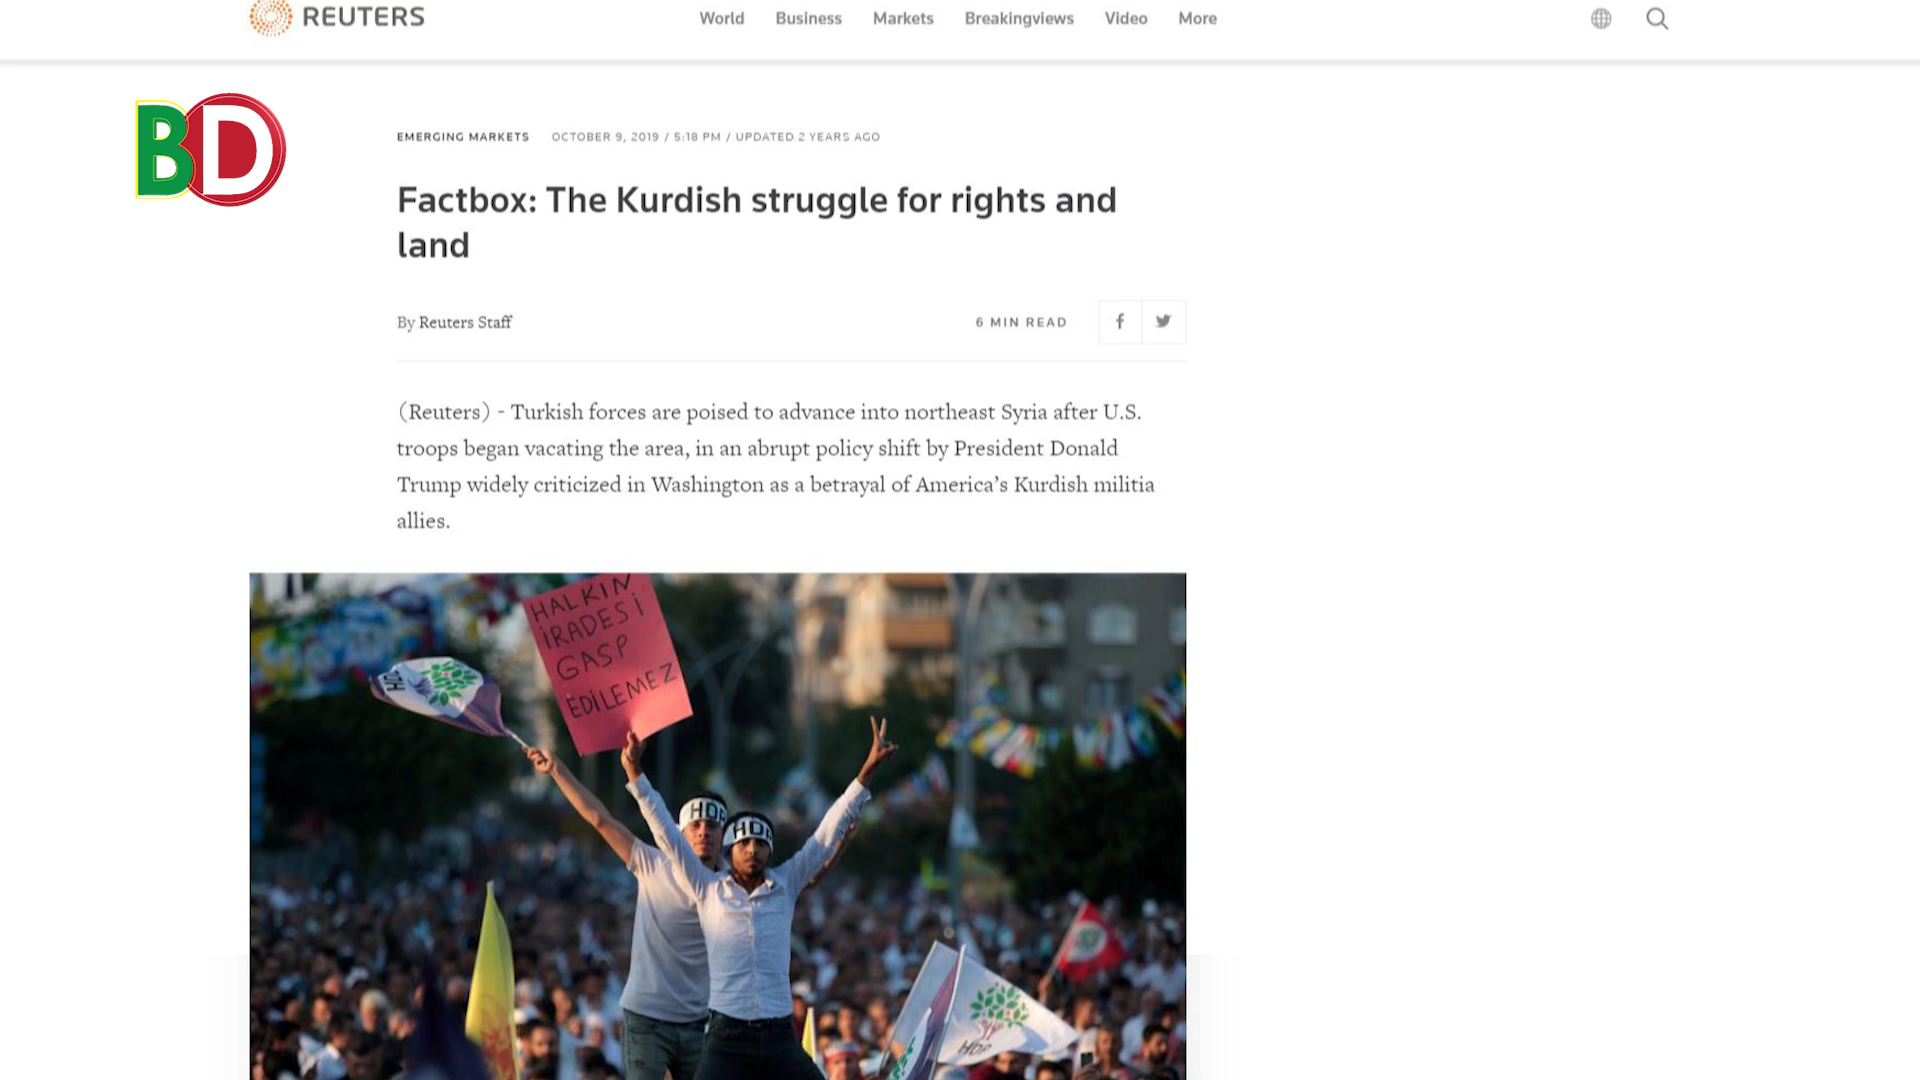 REUTERS
World Business Markets Breakingviews Video More
BD
EMERGING MARKETS OCTOBER 9, 2019 / 5:18 PM / UPDATED 2 YEARS AGO
Factbox: The Kurdish struggle for rights and
land
By Reuters Staff
6 MIN READ
(Reuters) - Turkish forces are poised to advance into northeast Syria after U.S.
troops began vacating the area, in an abrupt policy shift by President Donald
Trump widely criticized in Washington as a betrayal of America’s Kurdish militia
allies.
HALKIN
İRADESİ
GASP
EDİLEMEZ
HDP
HDP
HDP